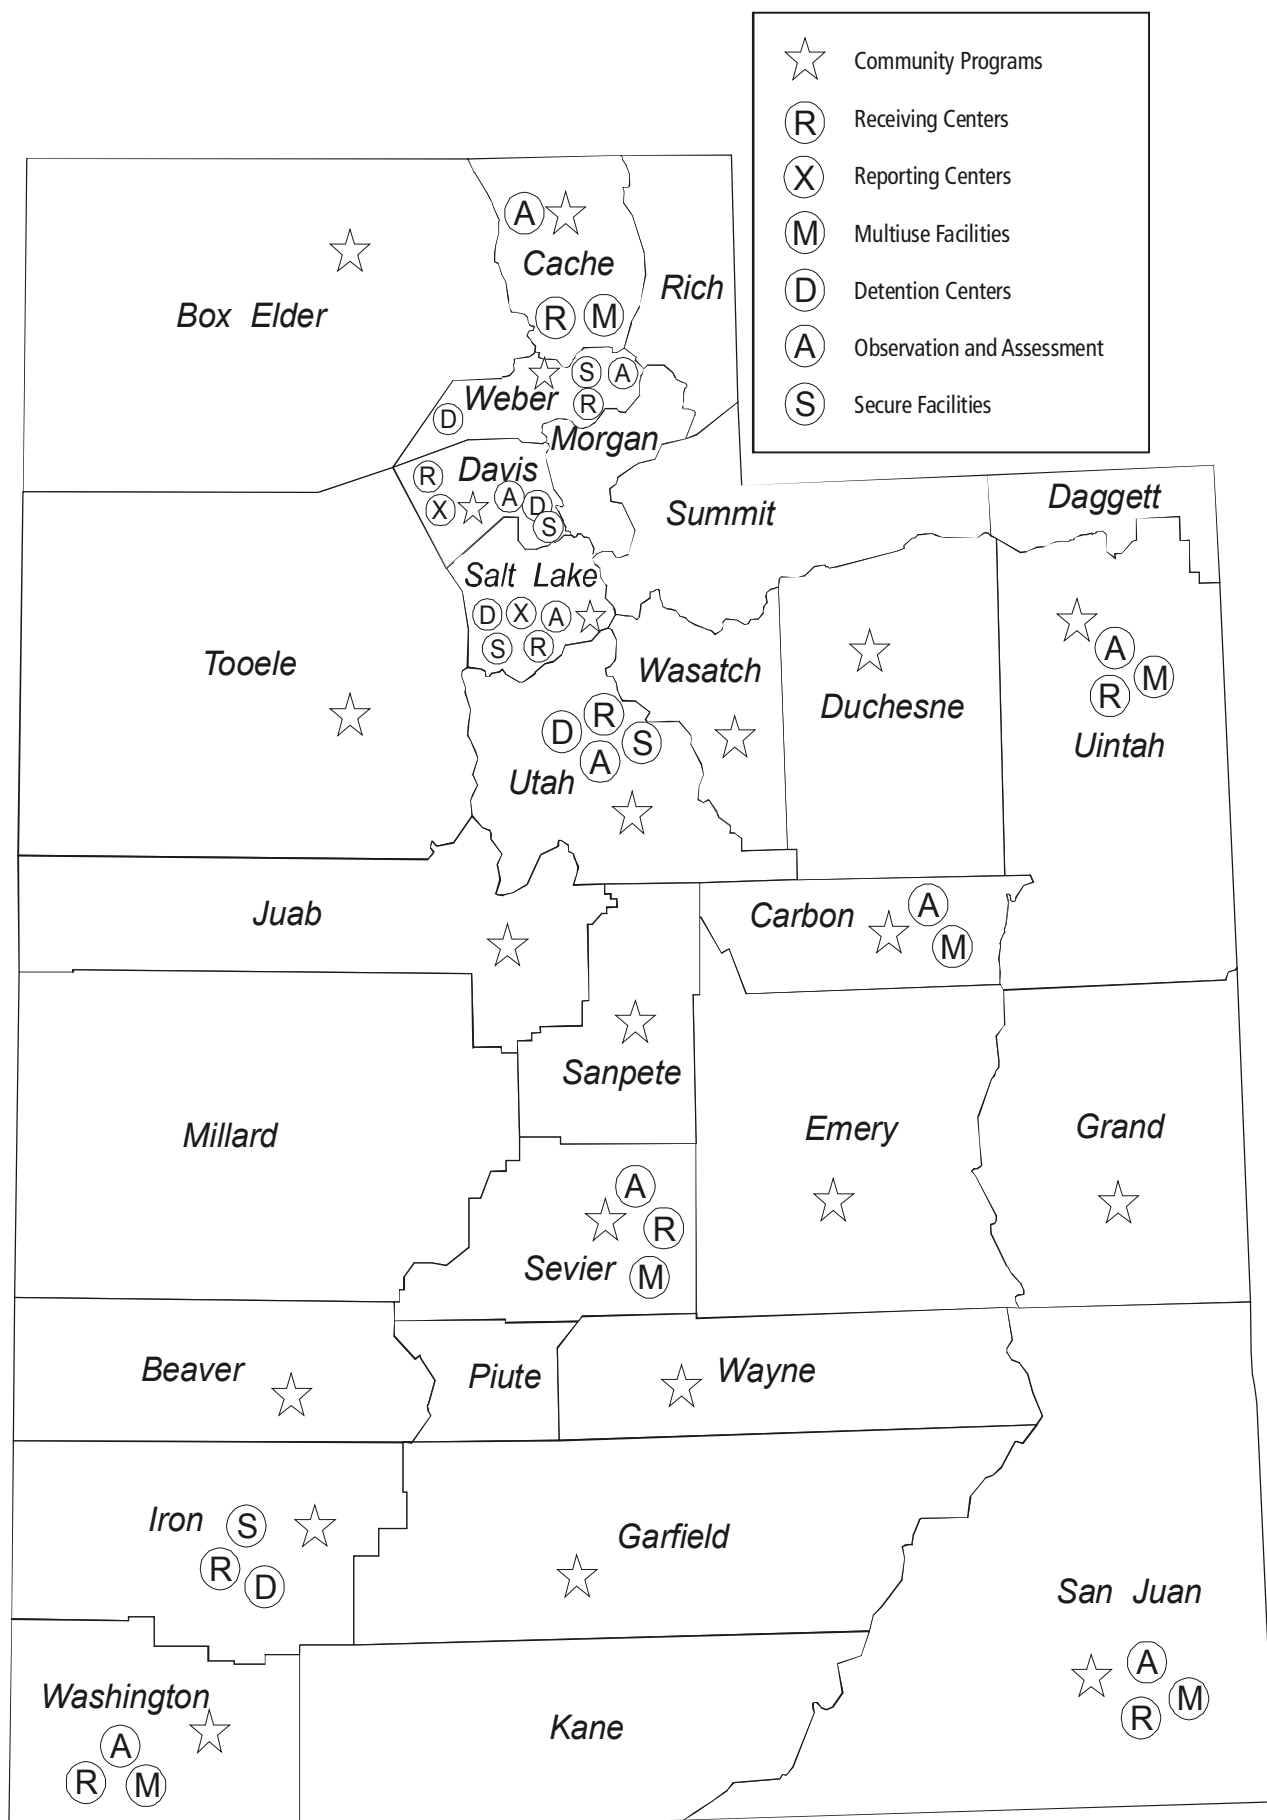 Community Programs
R Receiving Centers
X Reporting Centers
M Multiuse Facilities
D Detention Centers
A Observation and Assessment
S Secure Facilities
A
Cache
R M
Rich
Box Elder
S A
Weber R
D
Morgan
R Davis
X A D
S
Summit
Daggett
Salt Lake
D X A
S R
Tooele
Wasatch
Duchesne
A
M
R
Uintah
R
D S
A
Utah
Juab
Carbon A
M
Sanpete
Millard
Emery
Grand
A
R
Sevier M
Beaver
Piute
Wayne
Iron S
R D
Garfield
San Juan
A
M
R
Washington
A
R M
Kane